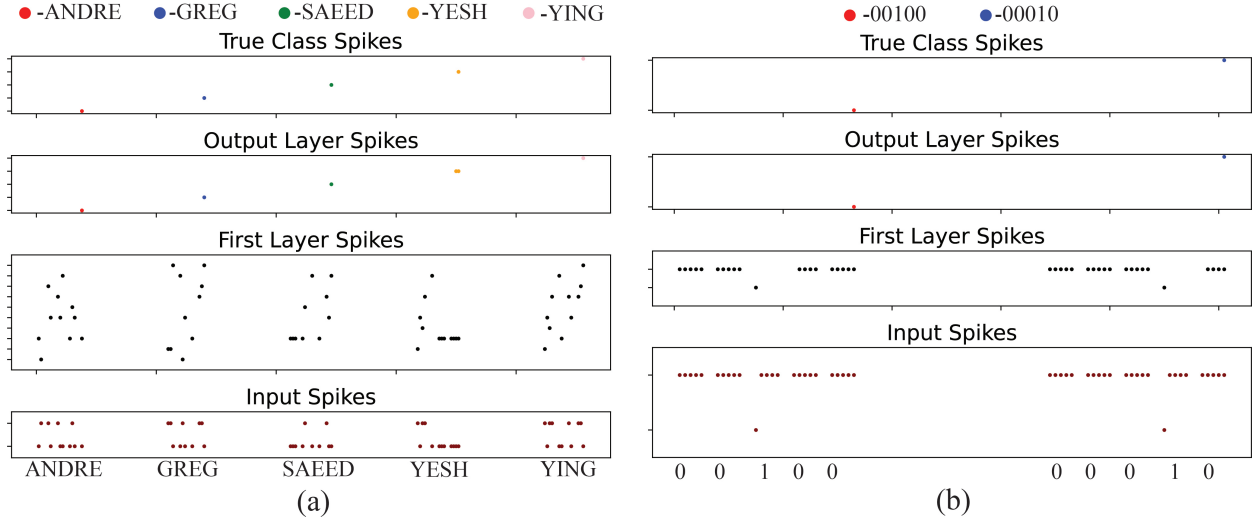 -ANDRE -GREG -SAEED -YESH -YING
True Class Spikes
Output Layer Spikes
First Layer Spikes
Input Spikes
ANDRE GREG SAEED YESH YING
(a)
-00100 -00010
True Class Spikes
Output Layer Spikes
First Layer Spikes
Input Spikes
0 0 1 0 0 0 0 0 1 0
(b)